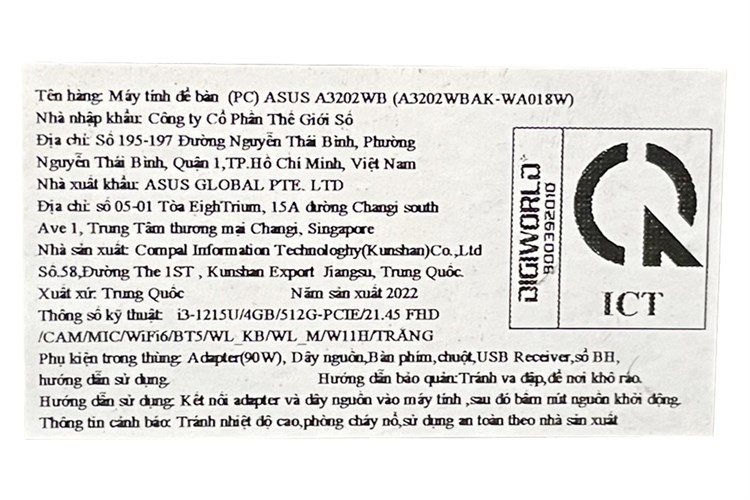 Tên hàng: Máy tính để bàn (PC) ASUS A3202WB (A3202WBAK-WA018W)
Nhà nhập khẩu: Công ty Cổ Phần Thế Giới Số
Địa chỉ: Số 195-197 Đường Nguyễn Thái Bình, Phường
Nguyễn Thái Bình, Quận 1,TP.Hồ Chí Minh, Việt Nam
Nhà xuất khẩu: ASUS GLOBAL PTE. LTD
Địa chỉ: số 05-01 Tòa EighTrium, 15A đường Changi south
Ave 1, Trung Tâm thương mại Changi, Singapore
Nhà sản xuất: Compal Information Technologhy(Kunshan)Co.,Ltd
Số.58,Đường The 1ST , Kunshan Export Jiangsu, Trung Quốc.
Xuất xứ: Trung Quốc Năm sản xuất 2022
Thông số kỹ thuật: i3-1215U/4GB/512G-PCIE/21.45 FHD
/CAM/MIC/WiFi6/BT5/WL_KB/WL_M/W11H/TRẮNG
Phụ kiện trong thùng: Adapter(90W), Dây nguồn,Bàn phím,chuột,USB Receiver,sổ BH,
hướng dẫn sử dụng. Hướng dẫn bảo quản:Tránh va đập,để nơi khô ráo.
Hướng dẫn sử dụng: Kết nối adapter và dây nguồn vào máy tính ,sau đó bấm nút nguồn khởi động.
Thông tin cảnh báo: Tránh nhiệt độ cao,phòng cháy nổ,sử dụng an toàn theo nhà sản xuất
DIGIWORLD
900392010
ICT